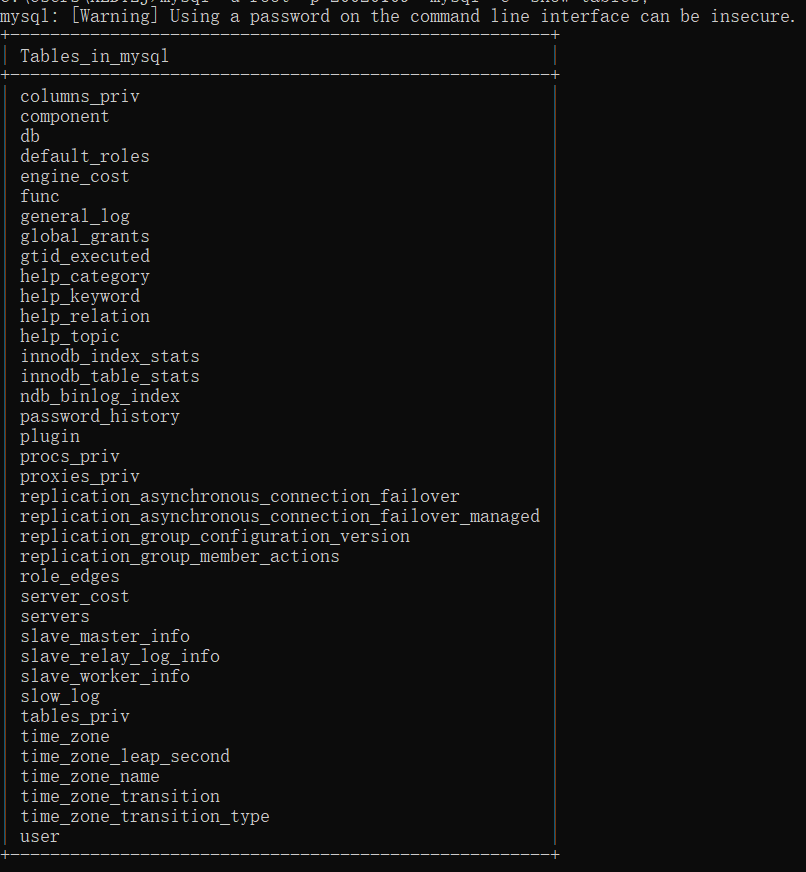 mysql: [Warning] Using a password on the command line interface can be insecure.
Tables_in_mysql
columns_priv
component
db
default_roles
engine_cost
func
general_log
global_grants
gtid_executed
help_category
help_keyword
help_relation
help_topic
innodb_index_stats
innodb_table_stats
ndb_binlog_index
password_history
plugin
procs_priv
proxies_priv
replication_asynchronous_connection_failover
replication_asynchronous_connection_failover_managed
replication_group_configuration_version
replication_group_member_actions
role_edges
server_cost
servers
slave_master_info
slave_relay_log_info
slave_worker_info
slow_log
tables_priv
time_zone
time_zone_leap_second
time_zone_name
time_zone_transition
time_zone_transition_type
user